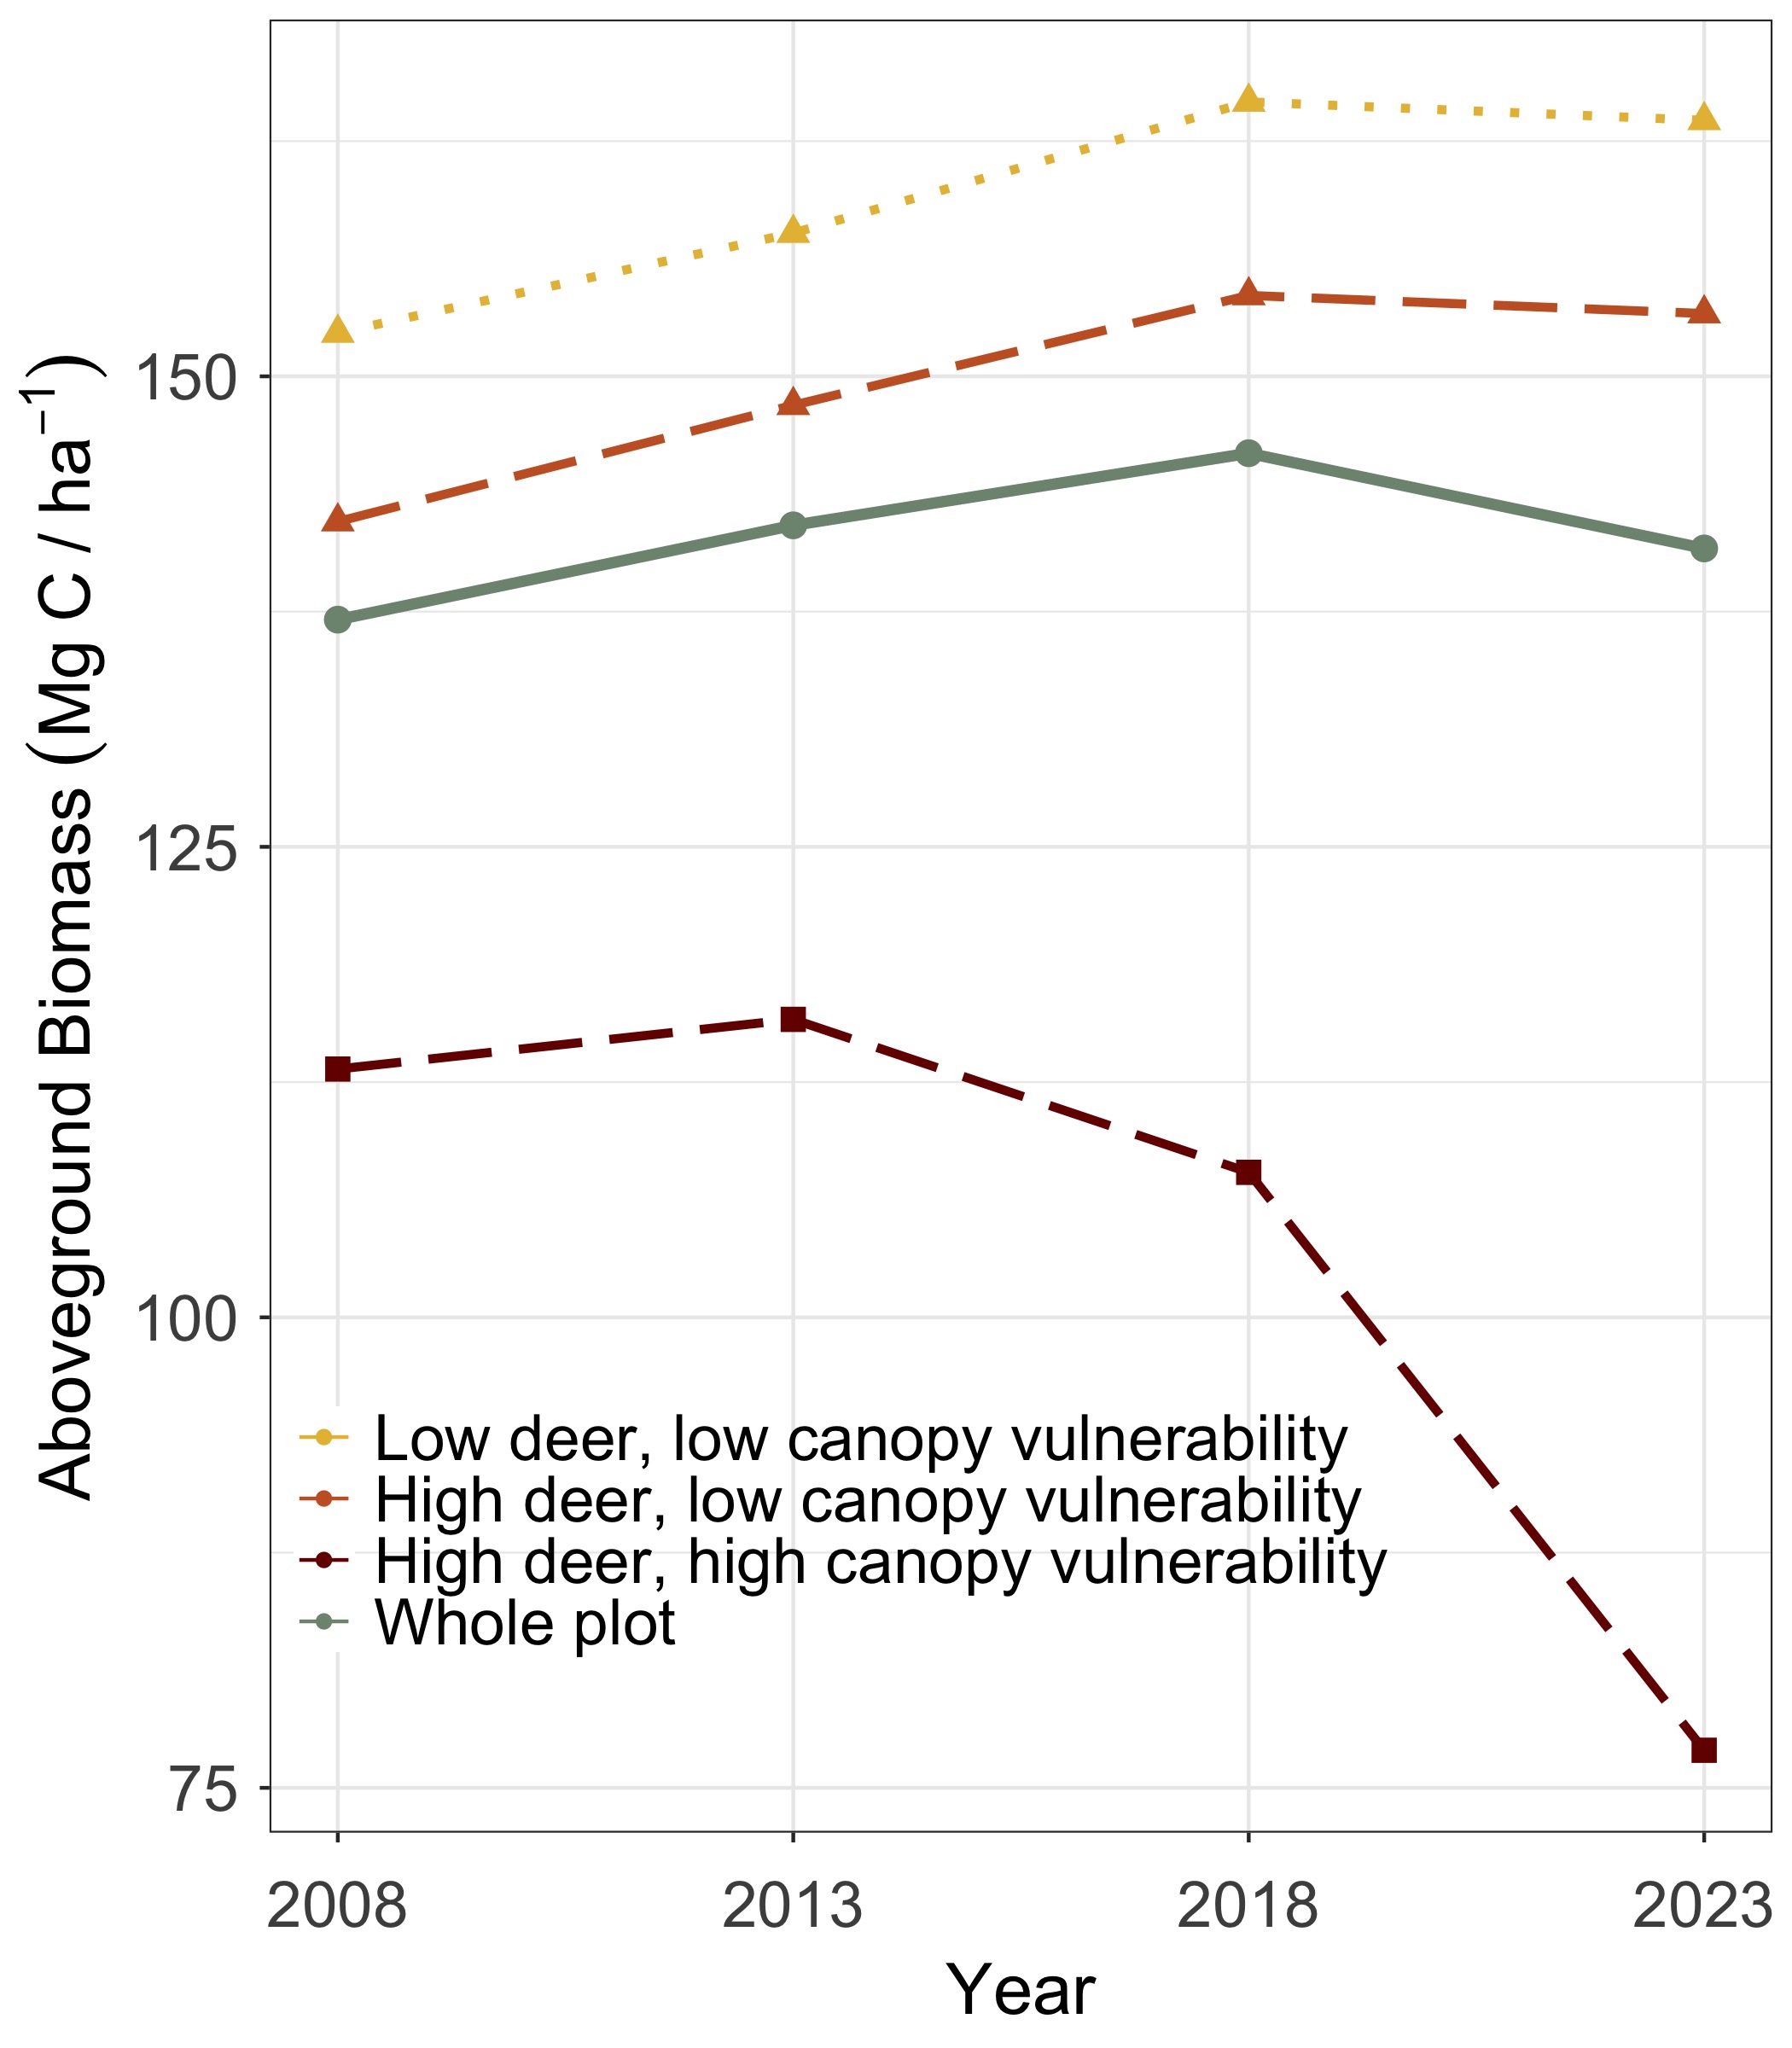 Aboveground Biomass (Mg C / ha⁻¹)
150
125
100
75
Low deer, low canopy vulnerability
High deer, low canopy vulnerability
High deer, high canopy vulnerability
Whole plot
2008 2013 2018 2023
Year